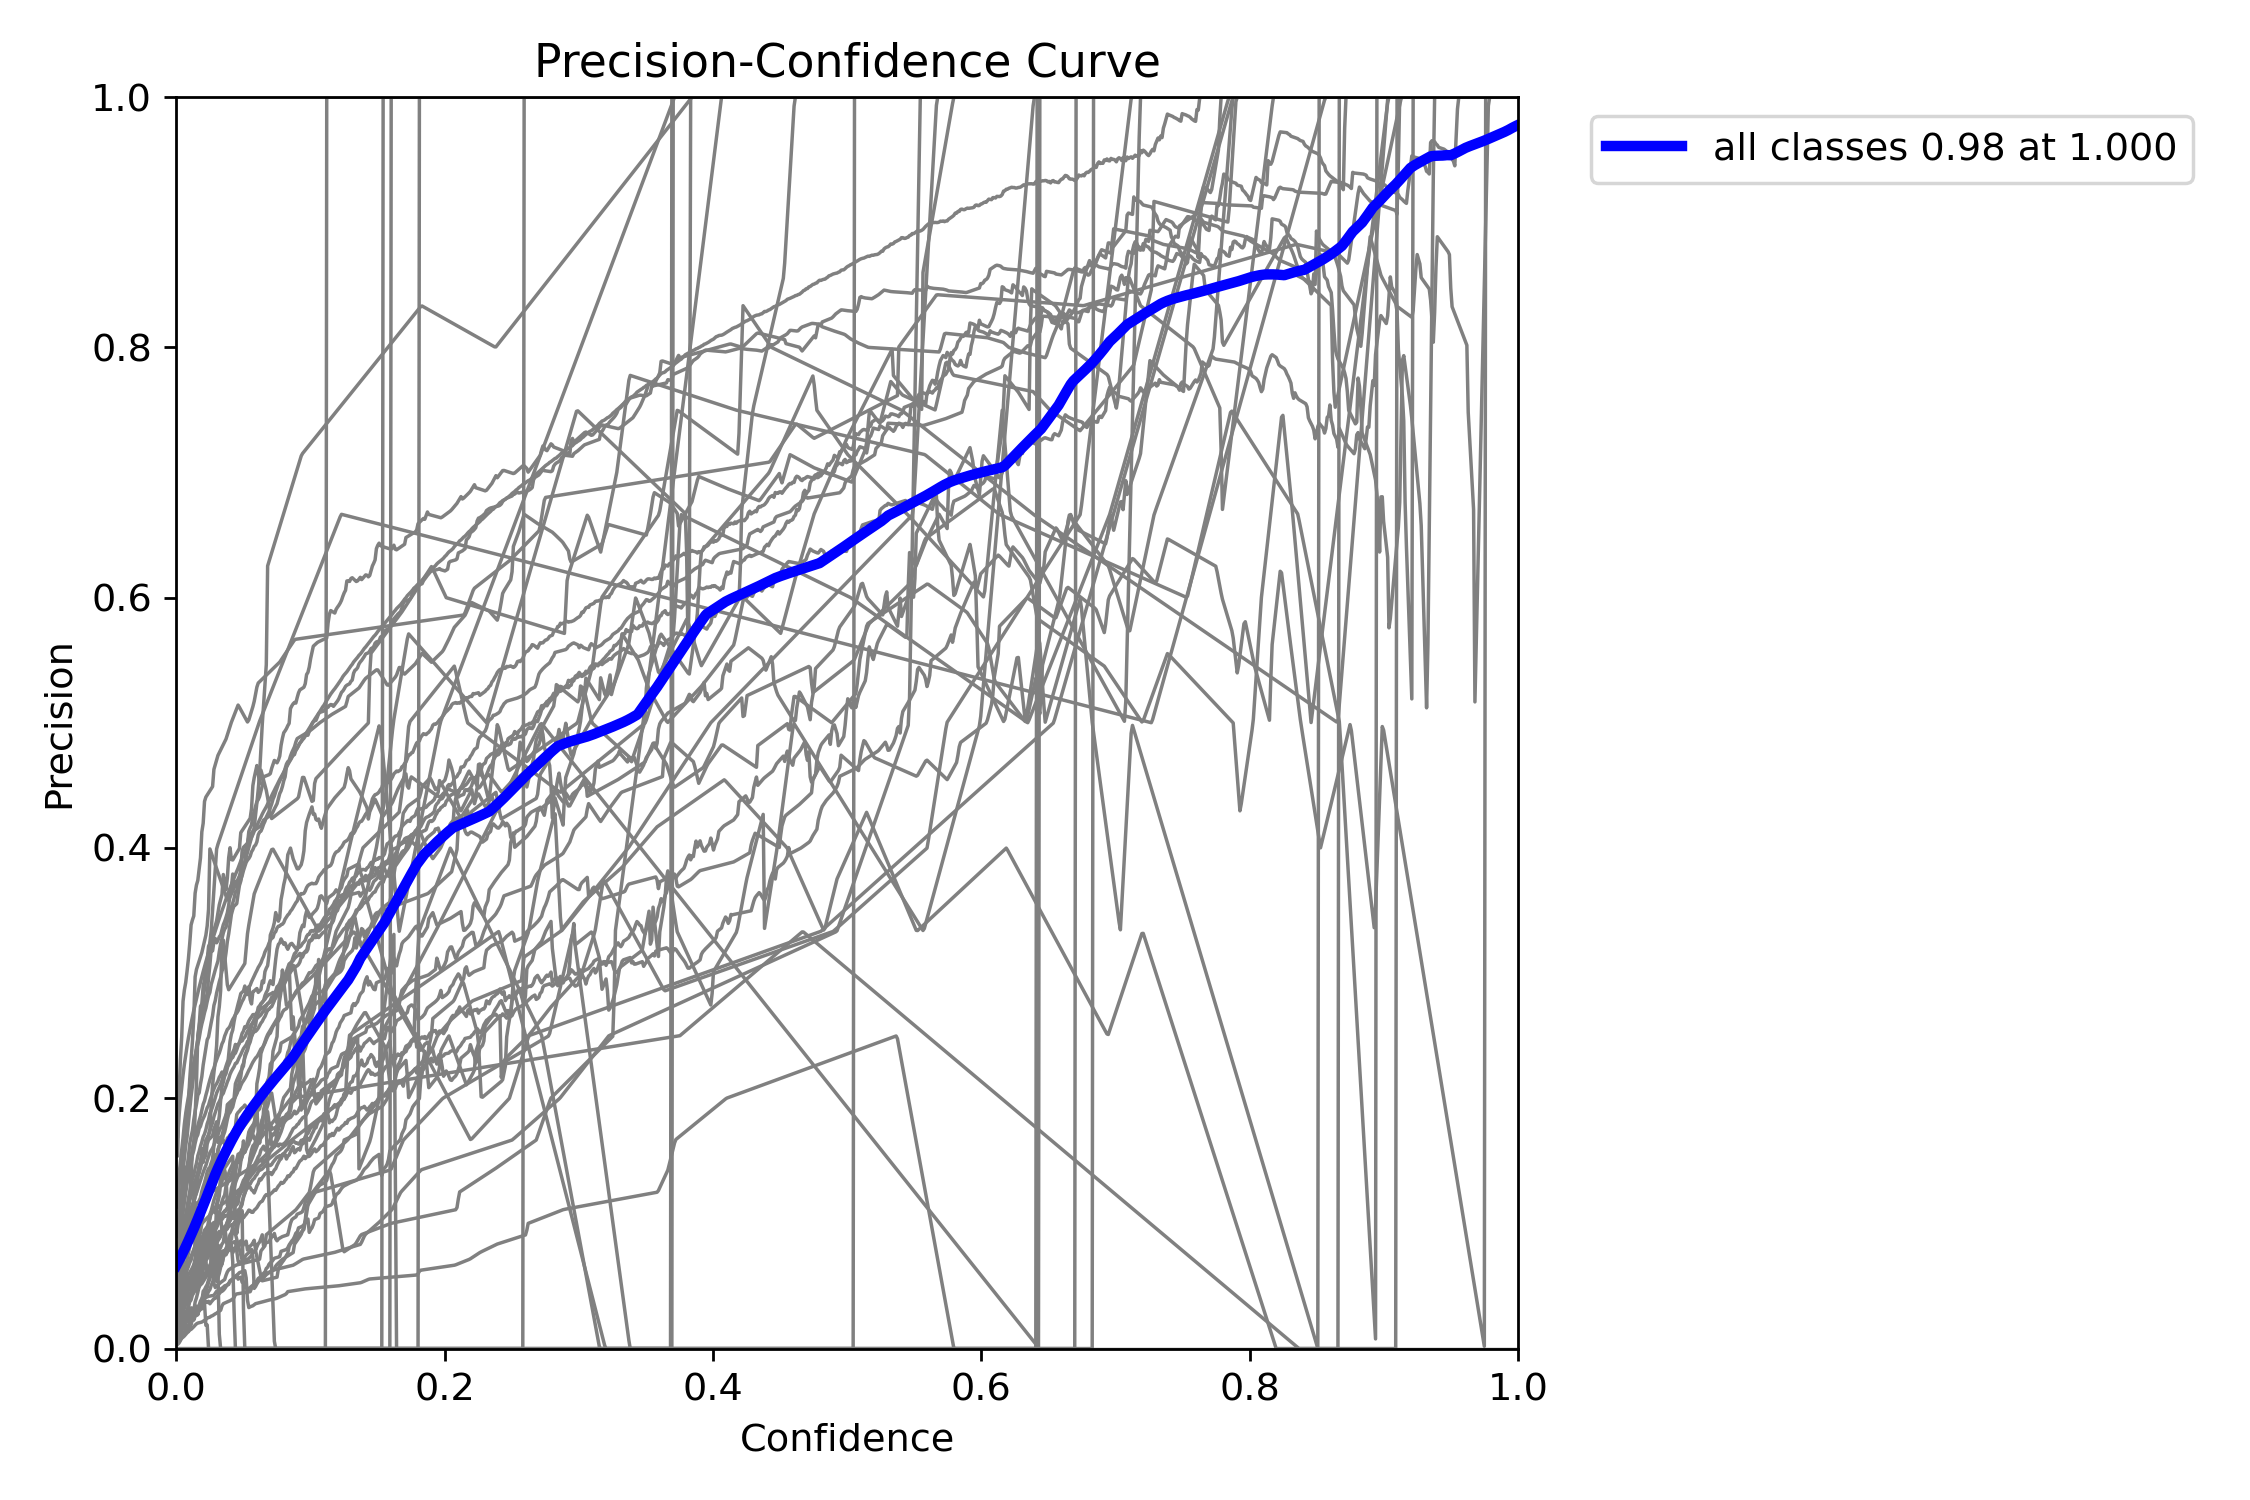 Precision-Confidence Curve
all classes 0.98 at 1.000
Precision
1.0
0.8
0.6
0.4
0.2
0.0
0.0 0.2 0.4 0.6 0.8 1.0
Confidence